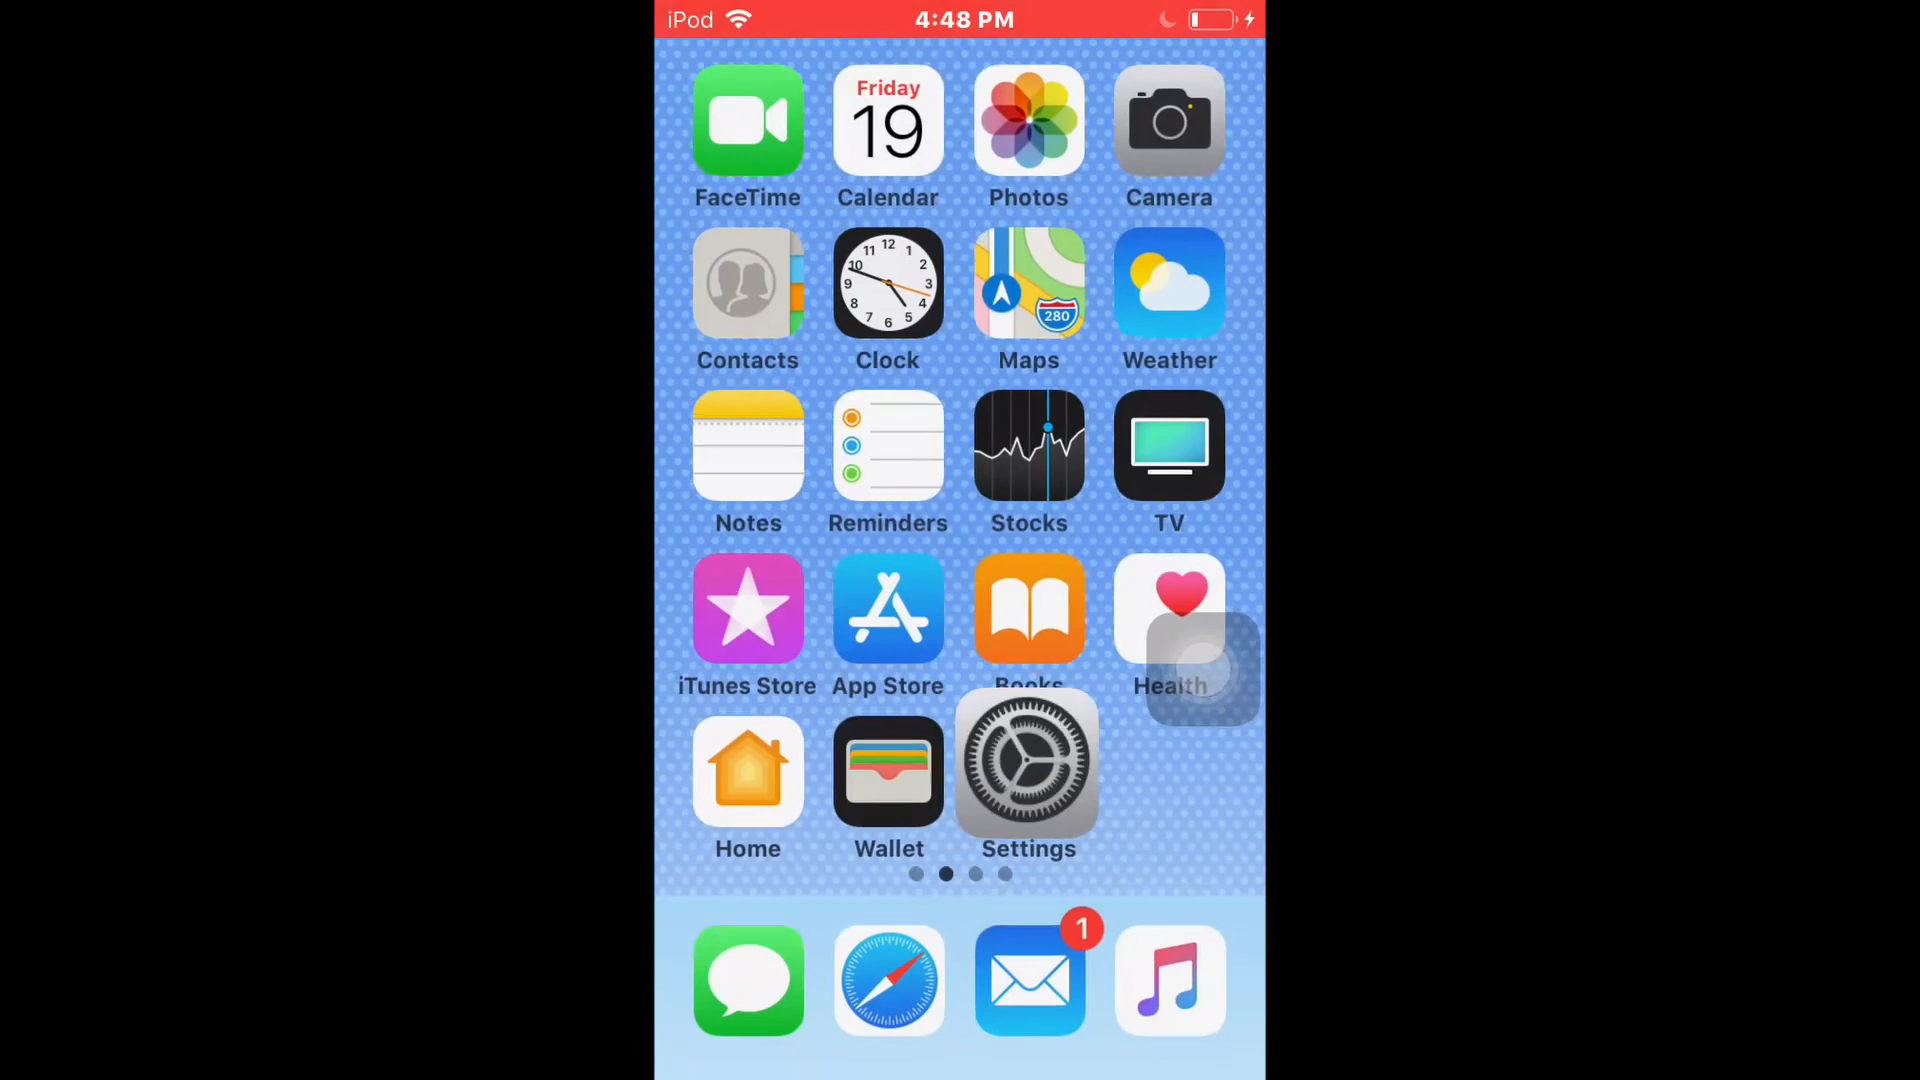 iPod 4:48 PM
Friday
19
FaceTime Calendar Photos Camera
12
11 1
10 2
9 3
8 4
7 5
6
280
Contacts Clock Maps Weather
Notes Reminders Stocks TV
iTunes Store App Store Books Health
Home Wallet Settings
1